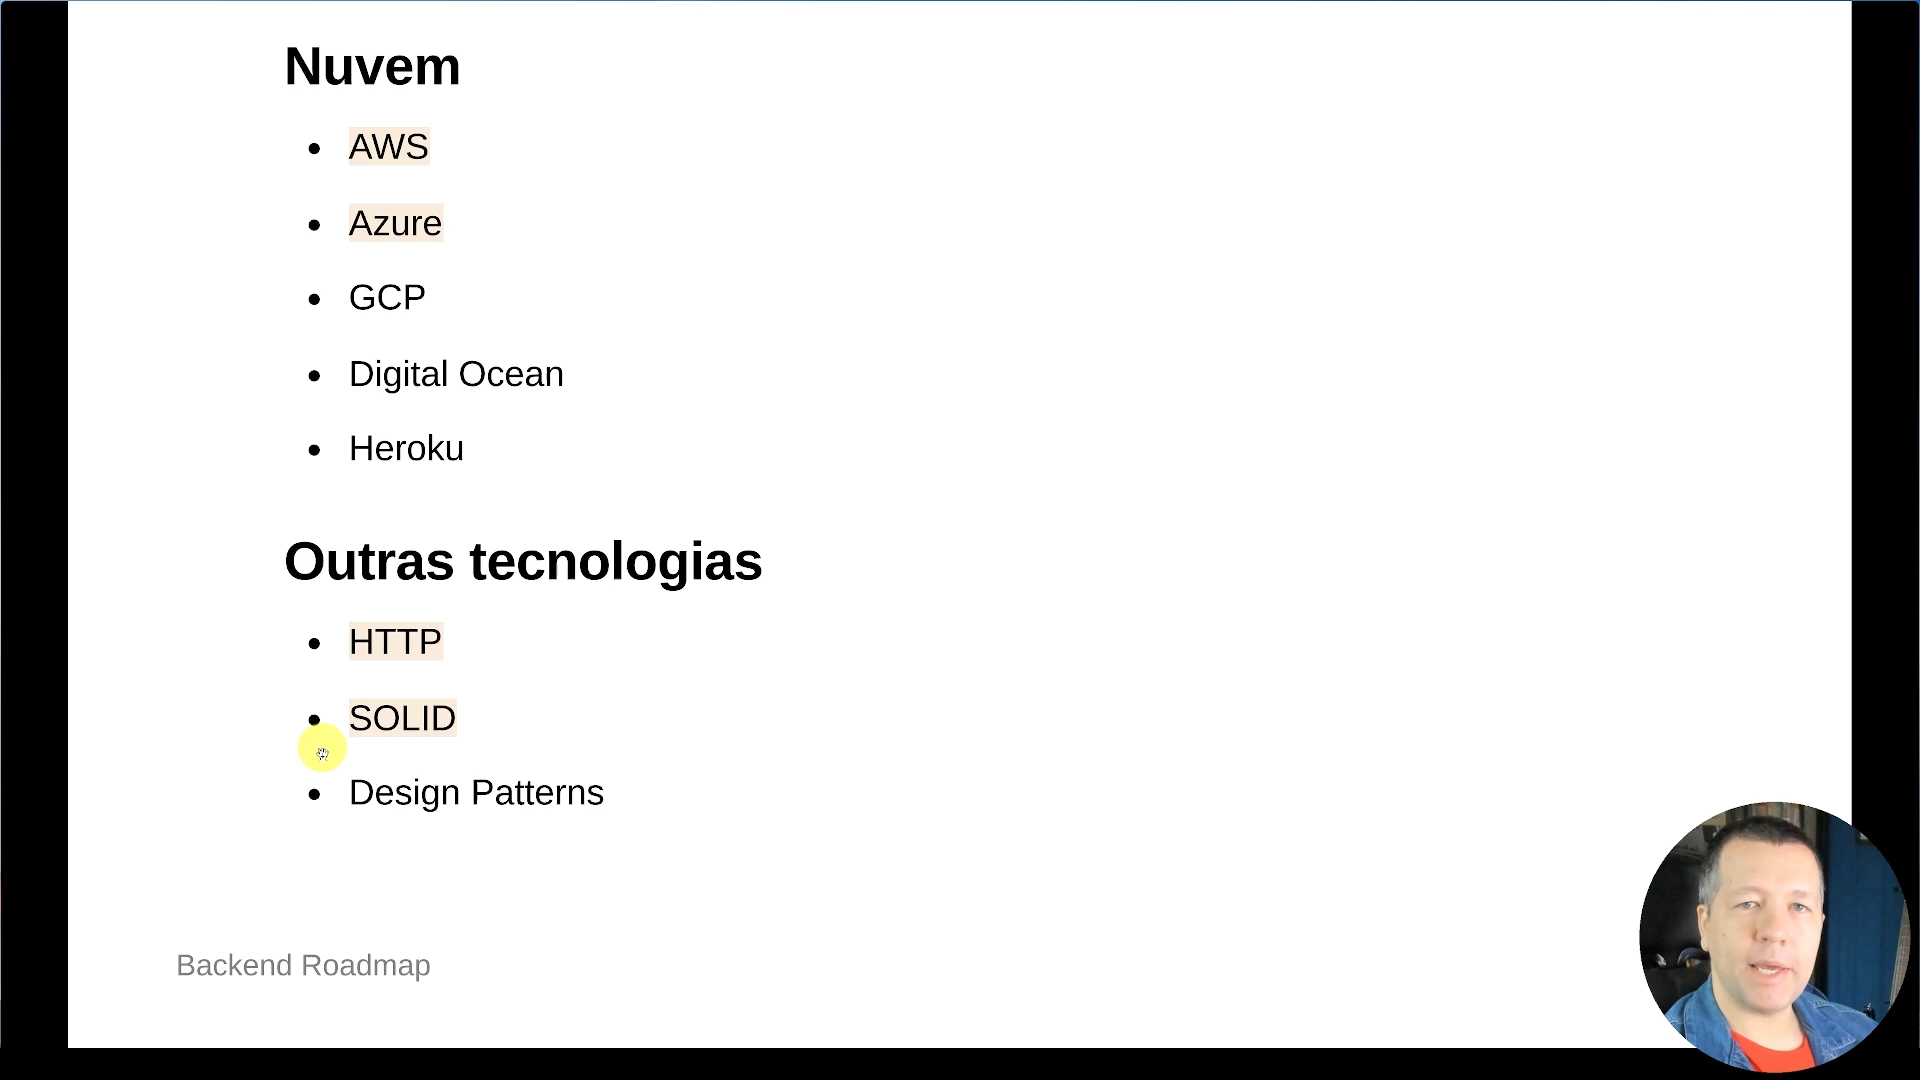 Nuvem
AWS
Azure
GCP
Digital Ocean
Heroku
Outras tecnologias
HTTP
SOLID
Design Patterns
Backend Roadmap